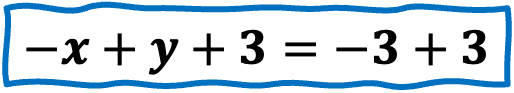 −x + y + 3 = −3 + 3